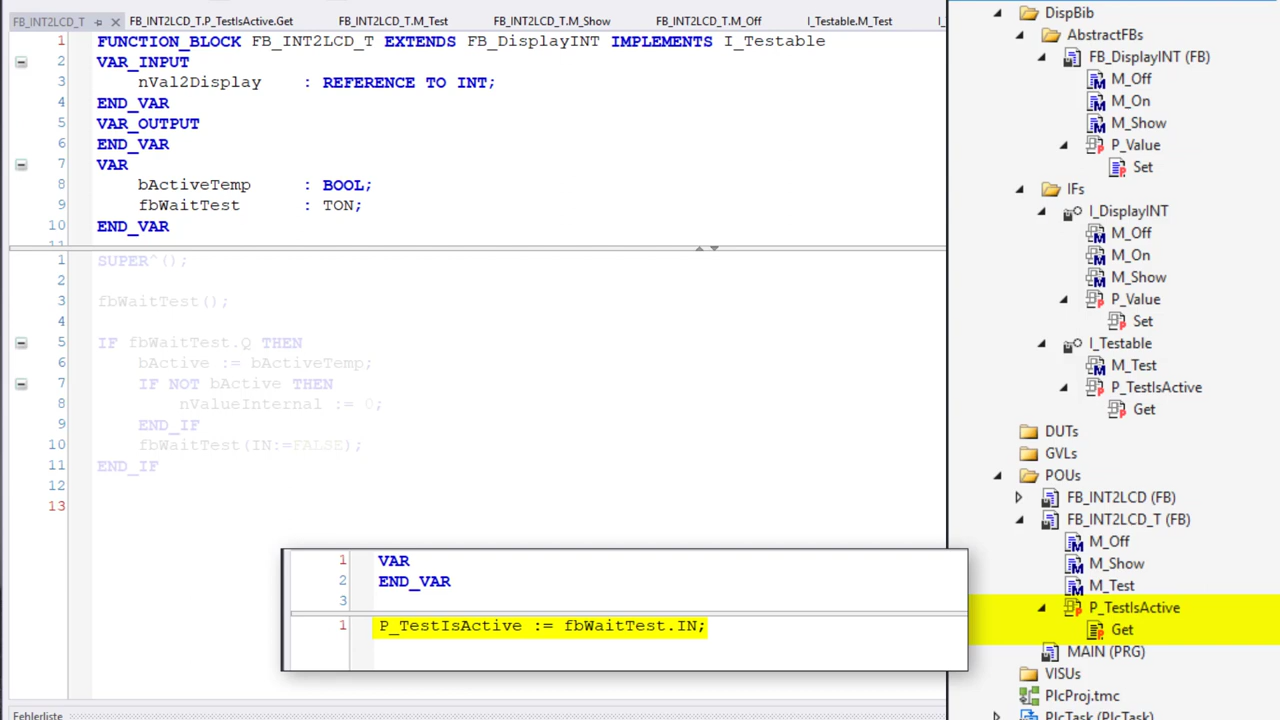 FB_INT2LCD_T FB_INT2LCD_T.P_TestIsActive.Get FB_INT2LCD_T.M_Test FB_INT2LCD_T.M_Show FB_INT2LCD_T.M_Off I_Testable.M_Test I_
1 FUNCTION_BLOCK FB_INT2LCD_T EXTENDS FB_DisplayINT IMPLEMENTS I_Testable
2 VAR_INPUT
3 nVal2Display : REFERENCE TO INT;
4 END_VAR
5 VAR_OUTPUT
6 END_VAR
7 VAR
8 bActiveTemp : BOOL;
9 fbWaitTest : TON;
10 END_VAR
11
1 SUPER^();
2
3 fbWaitTest();
4
5 IF fbWaitTest.Q THEN
6 bActive := bActiveTemp;
7 IF NOT bActive THEN
8 nValueInternal := 0;
9 END_IF
10 fbWaitTest(IN:=FALSE);
11 END_IF
12
13
1 VAR
2 END_VAR
3
1 P_TestIsActive := fbWaitTest.IN;
Fehlerliste
DispBib
AbstractFBs
FB_DisplayINT (FB)
M_Off
M_On
M_Show
P_Value
Set
IFs
I_DisplayINT
M_Off
M_On
M_Show
P_Value
Set
I_Testable
M_Test
P_TestIsActive
Get
DUTs
GVLs
POUs
FB_INT2LCD (FB)
FB_INT2LCD_T (FB)
M_Off
M_Show
M_Test
P_TestIsActive
Get
MAIN (PRG)
VISUs
PlcProj.tmc
PlcTask (PlcTask)